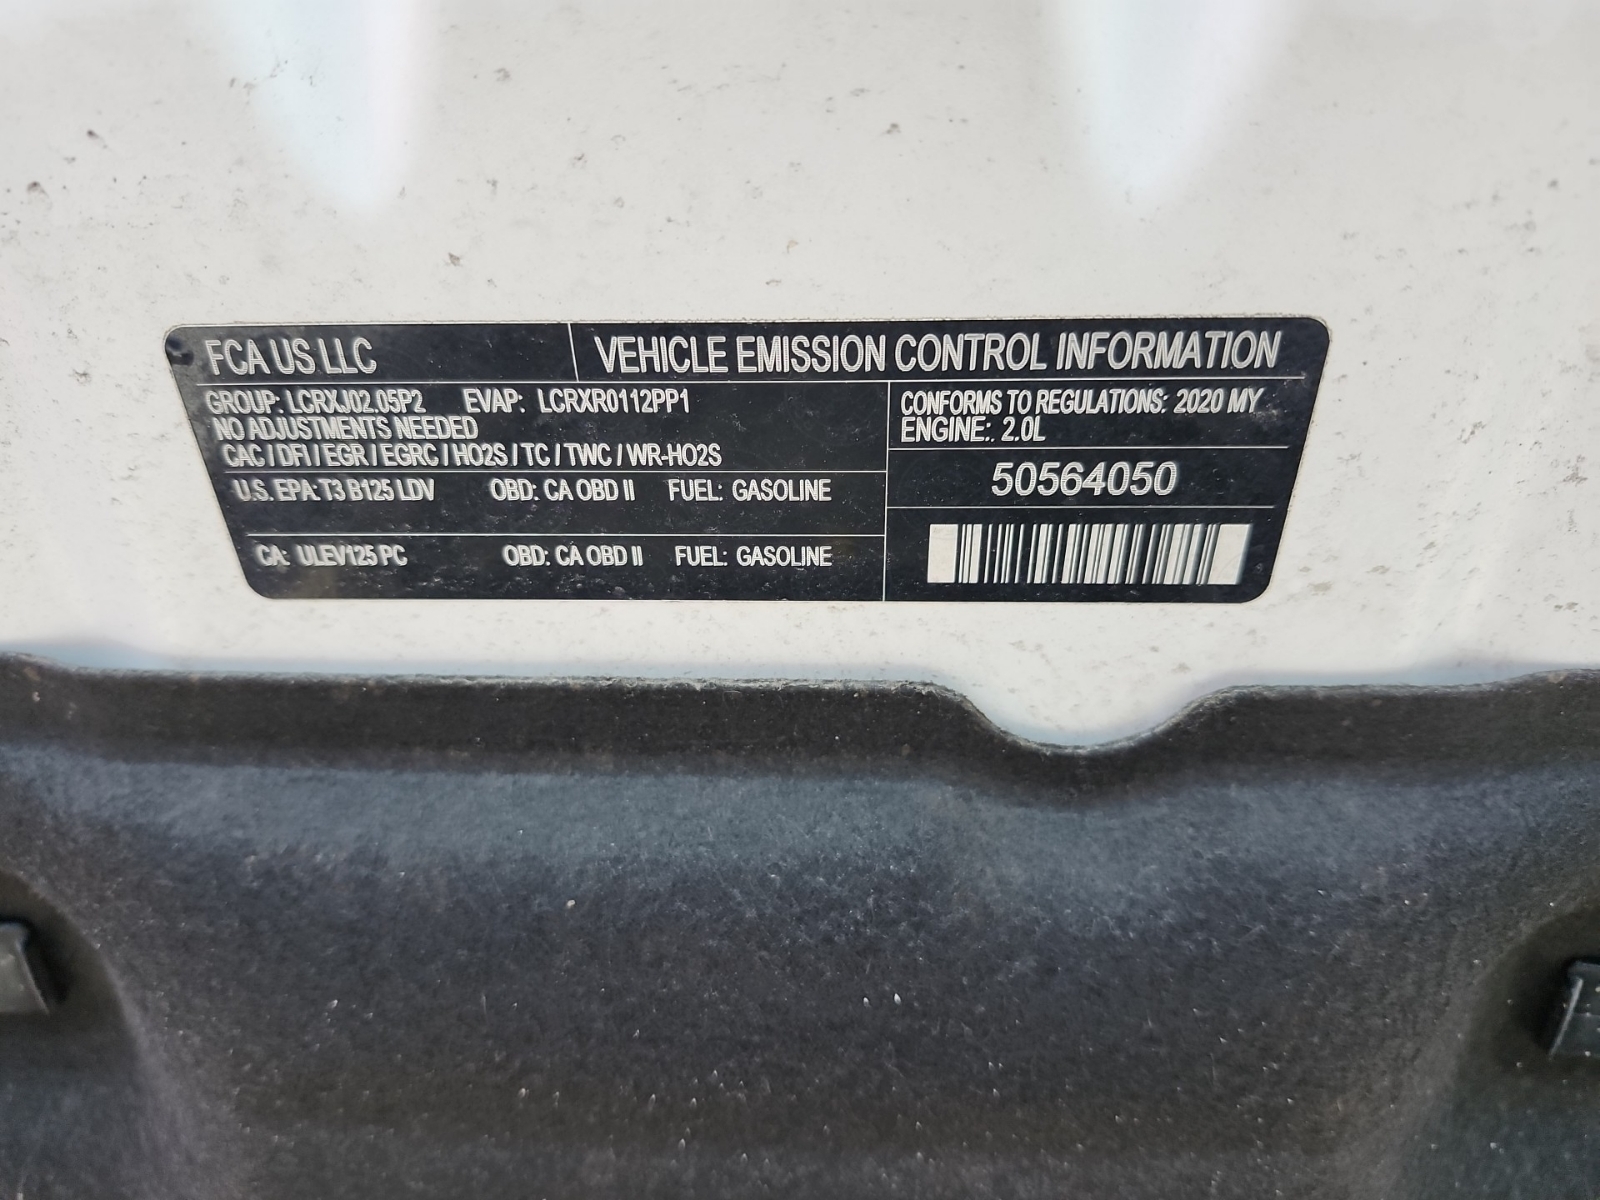 FCA US LLC VEHICLE EMISSION CONTROL INFORMATION
GROUP: LCRXJ02.05P2 EVAP: LCRXR0112PP1
NO ADJUSTMENTS NEEDED
CAC / DFI / EGR / EGRC / HO2S / TC / TWC / WR-HO2S
U.S. EPA: T3 B125 LDV OBD: CA OBD II FUEL: GASOLINE
CA: ULEV125 PC OBD: CA OBD II FUEL: GASOLINE
CONFORMS TO REGULATIONS: 2020 MY
ENGINE: 2.0L
50564050